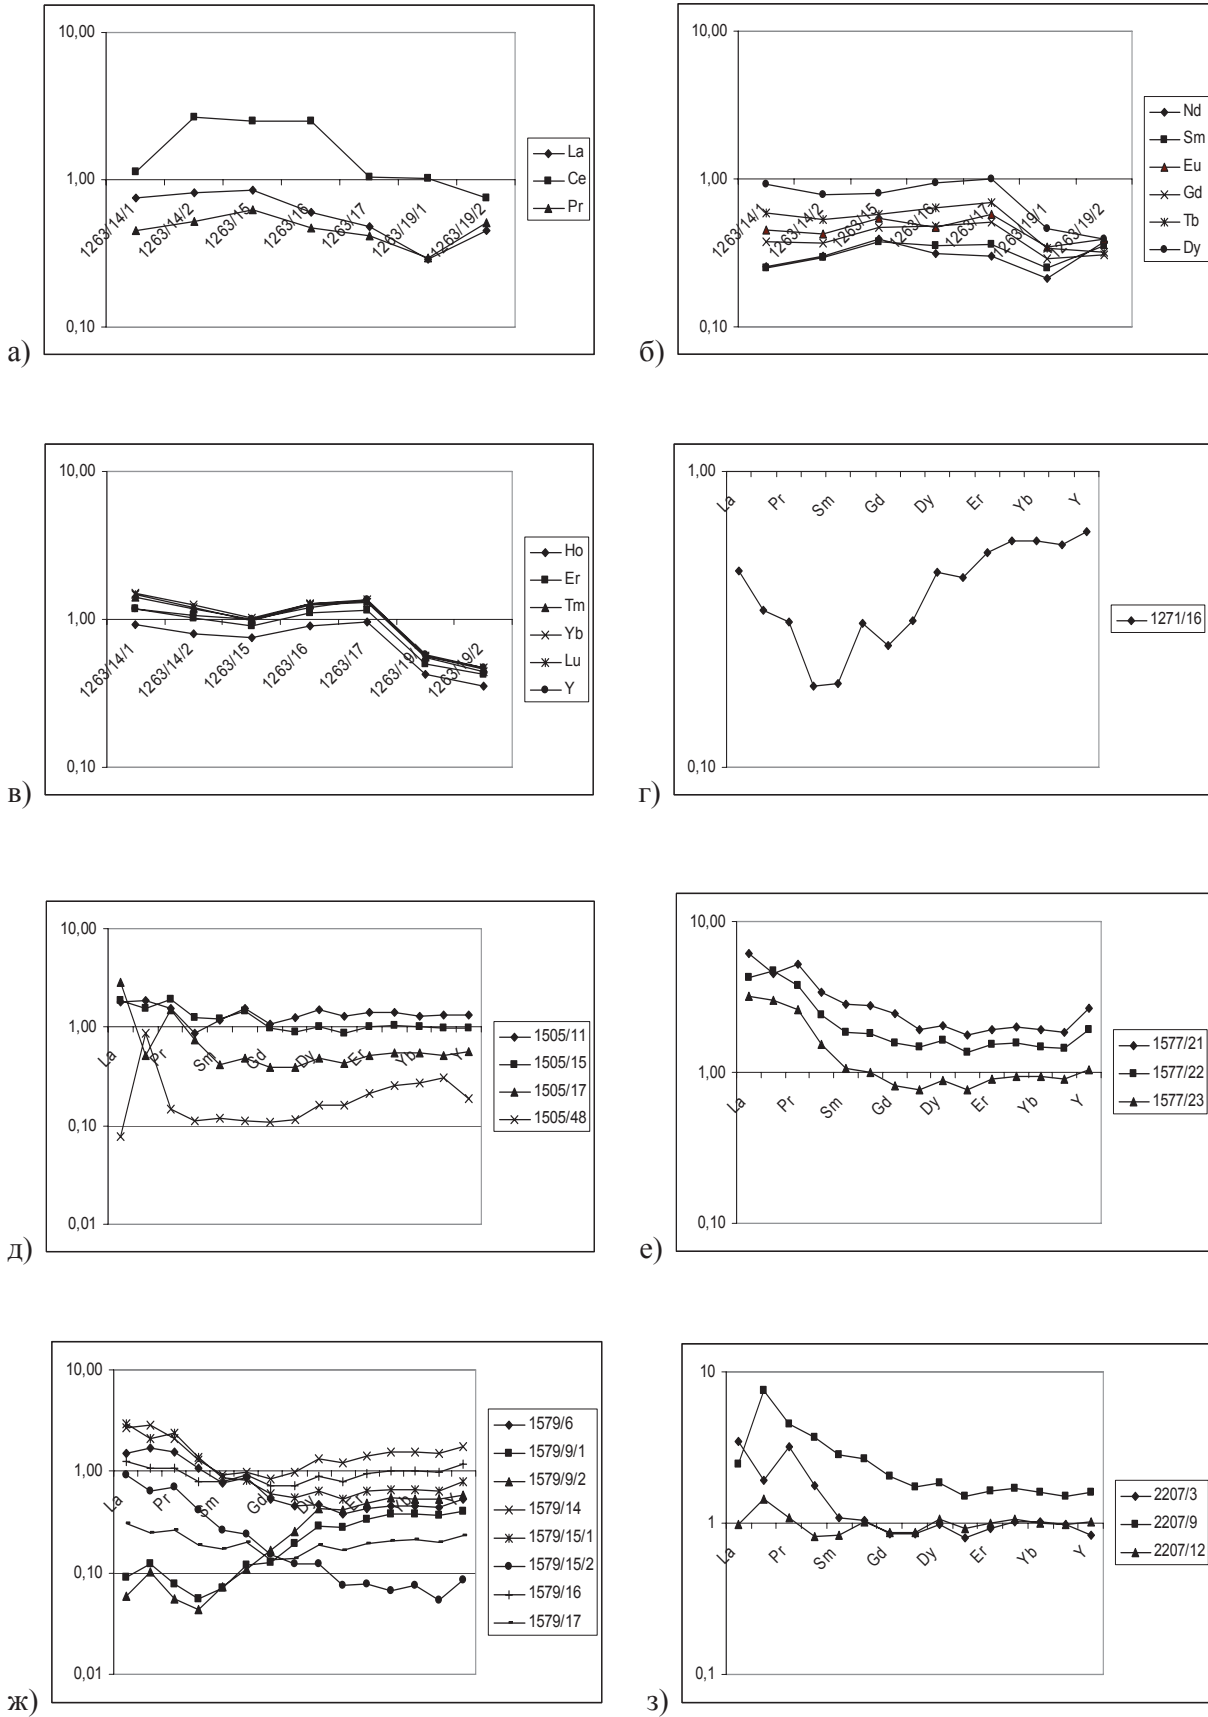 10,00
1,00
0,10
1263/14/1
1263/14/2
1263/15
1263/16
1263/17
1263/19/1
1263/19/2
La
Ce
Pr
а)
10,00
1,00
0,10
1263/14/1
1263/14/2
1263/15
1263/16
1263/17
1263/19/1
1263/19/2
Nd
Sm
Eu
Gd
Tb
Dy
б)
10,00
1,00
0,10
1263/14/1
1263/14/2
1263/15
1263/16
1263/17
1263/19/1
1263/19/2
Ho
Er
Tm
Yb
Lu
Y
в)
1,00
0,10
La
Pr
Sm
Gd
Dy
Er
Yb
Y
1271/16
г)
10,00
1,00
0,10
0,01
La
Pr
Sm
Gd
Dy
Er
Yb
Y
1505/11
1505/15
1505/17
1505/48
д)
10,00
1,00
0,10
La
Pr
Sm
Gd
Dy
Er
Yb
Y
1577/21
1577/22
1577/23
е)
10,00
1,00
0,10
0,01
La
Pr
Sm
Gd
Dy
Er
Yb
Y
1579/6
1579/9/1
1579/9/2
1579/14
1579/15/1
1579/15/2
1579/16
1579/17
ж)
10
1
0,1
La
Pr
Sm
Gd
Dy
Er
Yb
Y
2207/3
2207/9
2207/12
з)